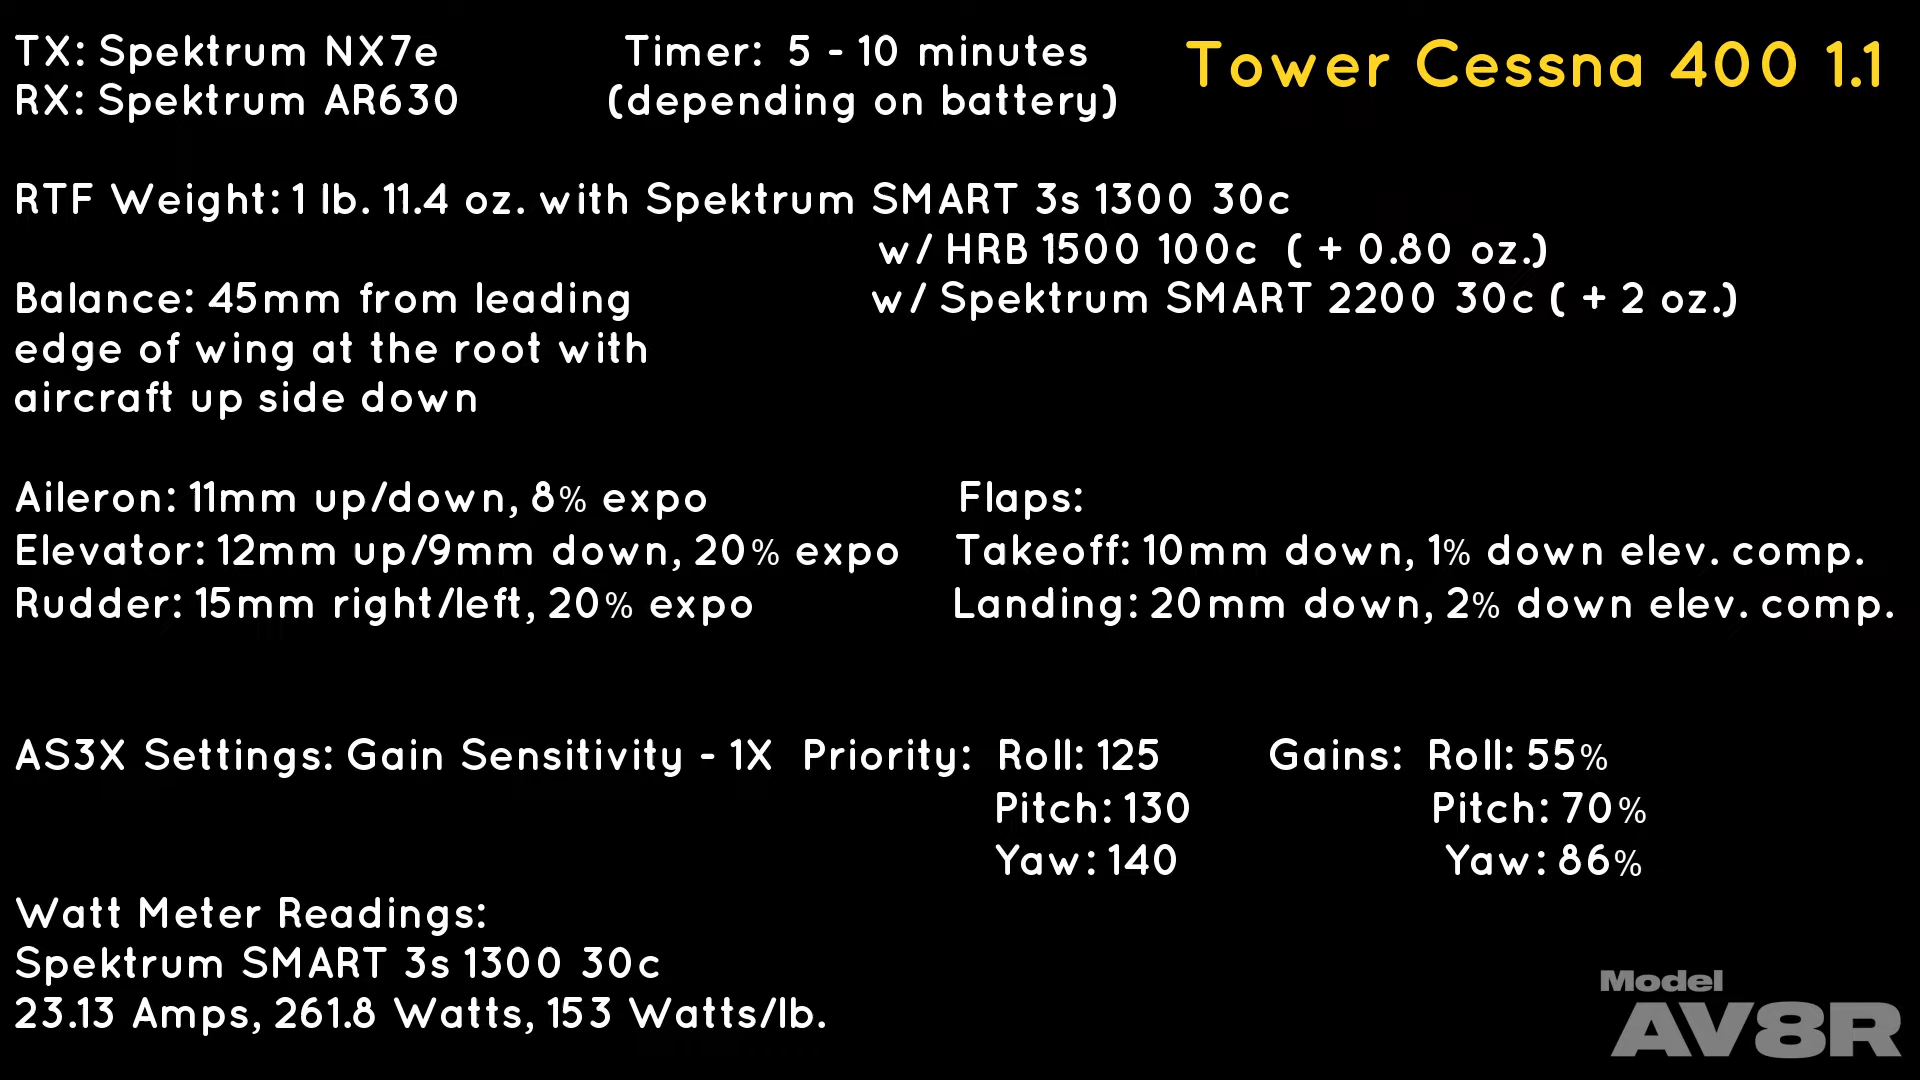 TX: Spektrum NX7e
RX: Spektrum AR630
Timer: 5 - 10 minutes
(depending on battery)
Tower Cessna 400 1.1
RTF Weight: 1 lb. 11.4 oz. with Spektrum SMART 3s 1300 30c
w/ HRB 1500 100c ( + 0.80 oz.)
w/ Spektrum SMART 2200 30c ( + 2 oz.)
Balance: 45mm from leading
edge of wing at the root with
aircraft up side down
Aileron: 11mm up/down, 8% expo
Elevator: 12mm up/9mm down, 20% expo
Rudder: 15mm right/left, 20% expo
Flaps:
Takeoff: 10mm down, 1% down elev. comp.
Landing: 20mm down, 2% down elev. comp.
AS3X Settings: Gain Sensitivity - 1X Priority: Roll: 125 Gains: Roll: 55%
Pitch: 130 Pitch: 70%
Yaw: 140 Yaw: 86%
Watt Meter Readings:
Spektrum SMART 3s 1300 30c
23.13 Amps, 261.8 Watts, 153 Watts/lb.
Model
AV8R